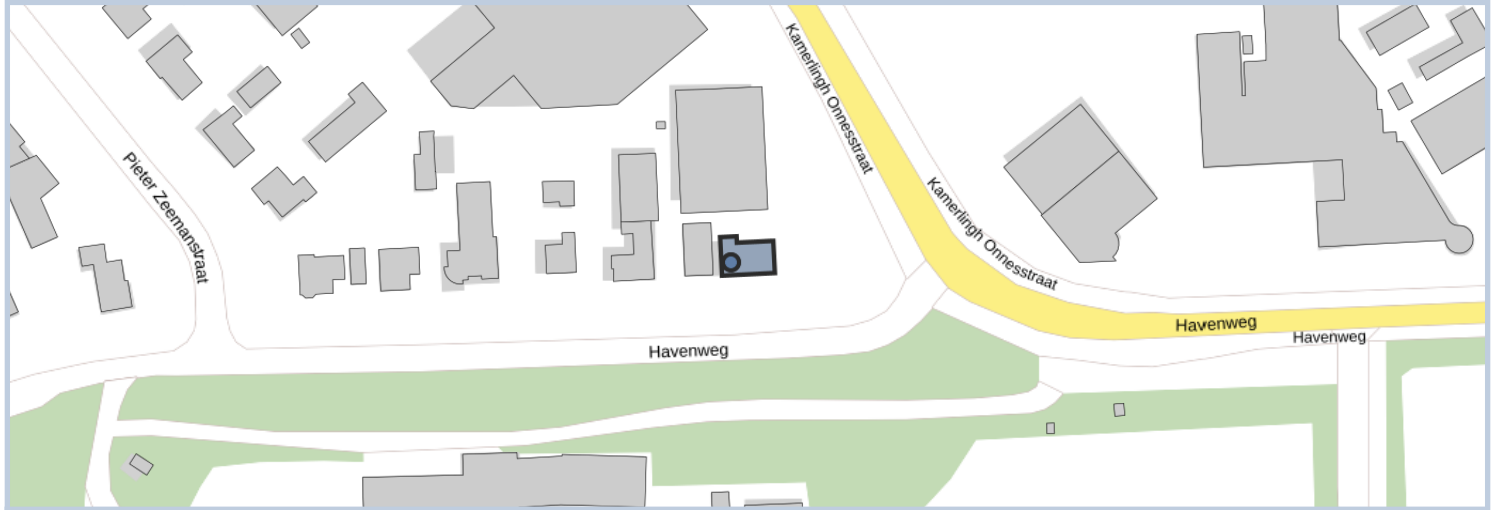 Kamerlingh Onnesstraat
Pieter Zeemanstraat
Kamerlingh Onnesstraat
Havenweg
Havenweg
Havenweg